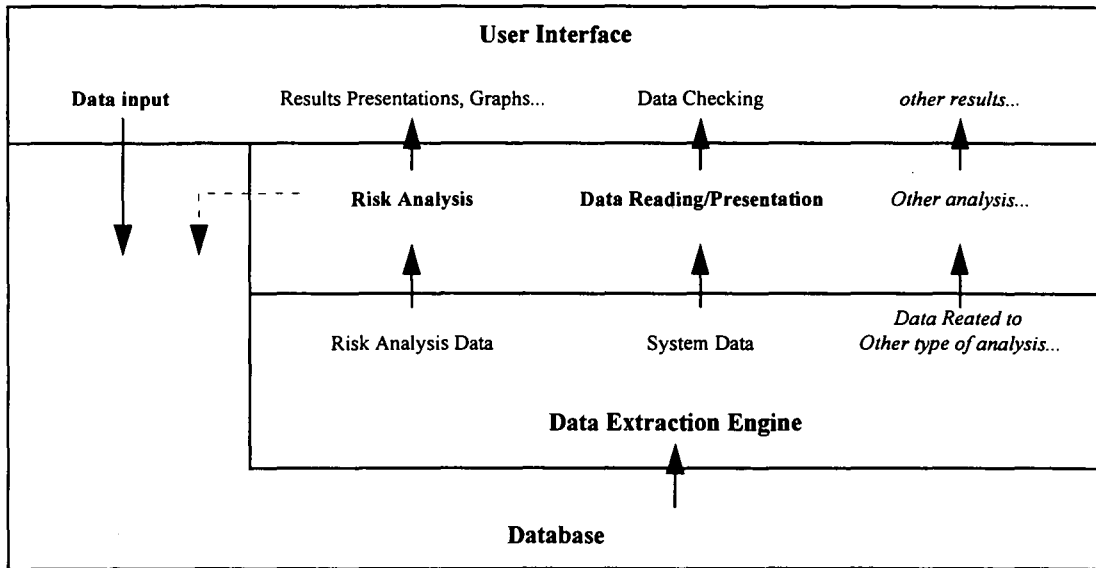 User Interface
Data input
Results Presentations, Graphs...
Data Checking
other results...
Risk Analysis
Data Reading/Presentation
Other analysis...
Risk Analysis Data
System Data
Data Reated to
Other type of analysis...
Data Extraction Engine
Database